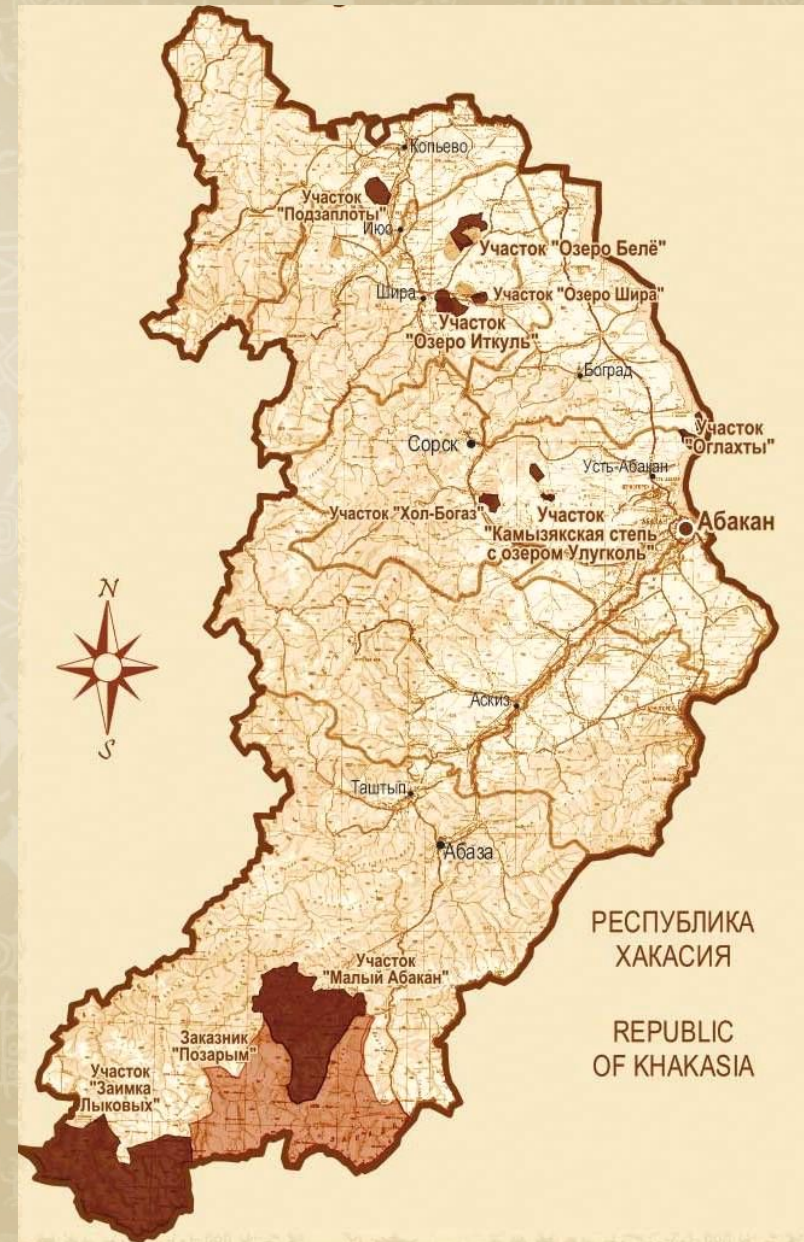 Копьево
Участок
"Подзаплоты"
Июс
Участок "Озеро Белё"
Шира
Участок "Озеро Шира"
Участок
"Озеро Иткуль"
Боград
Участок
"Оглахты"
Сорск
Усть-Абакан
Участок "Хол-Богаз"
Участок
"Камызякская степь
с озером Улугколь"
Абакан
N
S
Аскиз
Таштып
Абаза
РЕСПУБЛИКА
ХАКАСИЯ
REPUBLIC
OF KHAKASIA
Участок
"Малый Абакан"
Заказник
"Позарым"
Участок
"Заимка
Лыковых"